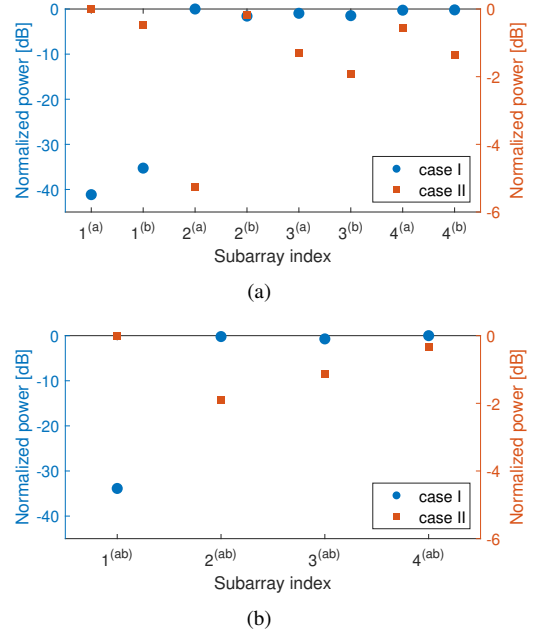 Normalized power [dB]
0
-10
-20
-30
-40
0
-2
-4
-6
Normalized power [dB]
case I
case II
1(a) 1(b) 2(a) 2(b) 3(a) 3(b) 4(a) 4(b)
Subarray index
(a)
Normalized power [dB]
0
-10
-20
-30
-40
0
-2
-4
-6
Normalized power [dB]
case I
case II
1(ab) 2(ab) 3(ab) 4(ab)
Subarray index
(b)